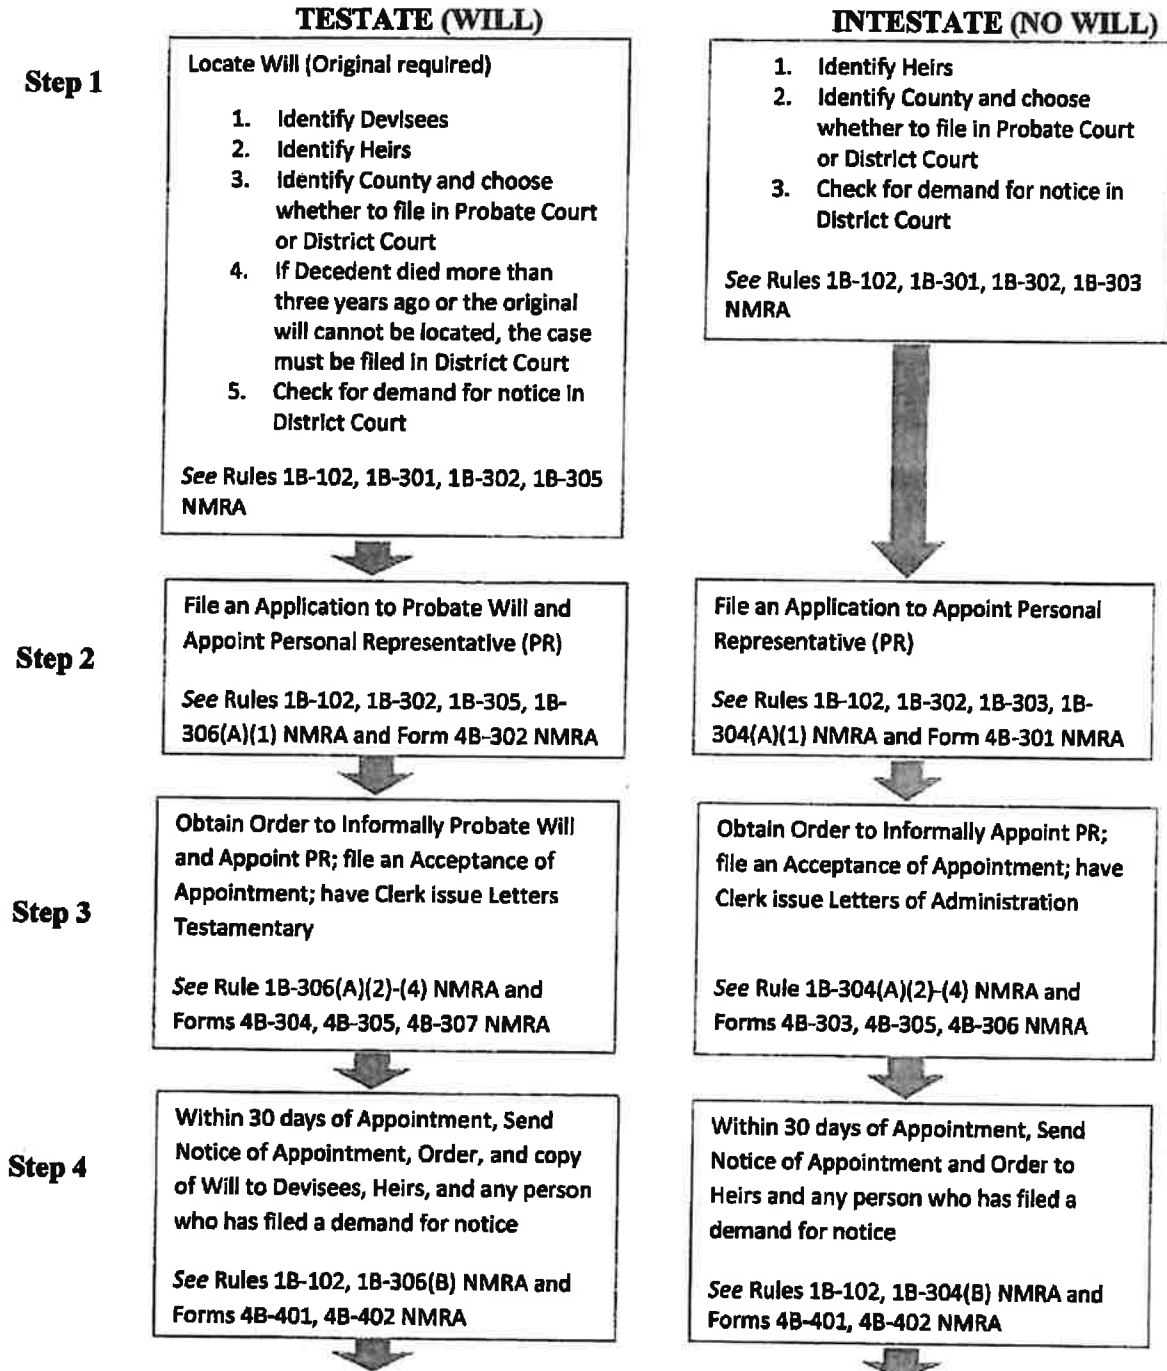 TESTATE (WILL)
INTESTATE (NO WILL)
Step 1
Locate Will (Original required)
1. Identify Devisees
2. Identify Heirs
3. Identify County and choose
whether to file in Probate Court
or District Court
4. If Decedent died more than
three years ago or the original
will cannot be located, the case
must be filed in District Court
5. Check for demand for notice in
District Court
See Rules 1B-102, 1B-301, 1B-302, 1B-305
NMRA
1. Identify Heirs
2. Identify County and choose
whether to file in Probate Court
or District Court
3. Check for demand for notice in
District Court
See Rules 1B-102, 1B-301, 1B-302, 1B-303
NMRA
Step 2
File an Application to Probate Will and
Appoint Personal Representative (PR)
See Rules 1B-102, 1B-302, 1B-305, 1B-
306(A)(1) NMRA and Form 4B-302 NMRA
File an Application to Appoint Personal
Representative (PR)
See Rules 1B-102, 1B-302, 1B-303, 1B-
304(A)(1) NMRA and Form 4B-301 NMRA
Step 3
Obtain Order to Informally Probate Will
and Appoint PR; file an Acceptance of
Appointment; have Clerk issue Letters
Testamentary
See Rule 1B-306(A)(2)-(4) NMRA and
Forms 4B-304, 4B-305, 4B-307 NMRA
Obtain Order to Informally Appoint PR;
file an Acceptance of Appointment; have
Clerk issue Letters of Administration
See Rule 1B-304(A)(2)-(4) NMRA and
Forms 4B-303, 4B-305, 4B-306 NMRA
Step 4
Within 30 days of Appointment, Send
Notice of Appointment, Order, and copy
of Will to Devisees, Heirs, and any person
who has filed a demand for notice
See Rules 1B-102, 1B-306(B) NMRA and
Forms 4B-401, 4B-402 NMRA
Within 30 days of Appointment, Send
Notice of Appointment and Order to
Heirs and any person who has filed a
demand for notice
See Rules 1B-102, 1B-304(B) NMRA and
Forms 4B-401, 4B-402 NMRA